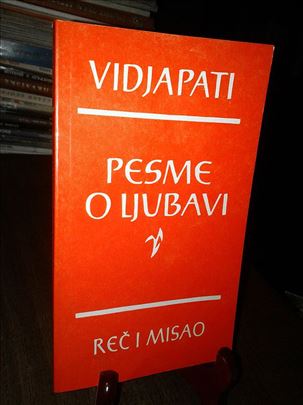 VIDJAPATI
PESME
O LJUBAVI
REČ I MISAO